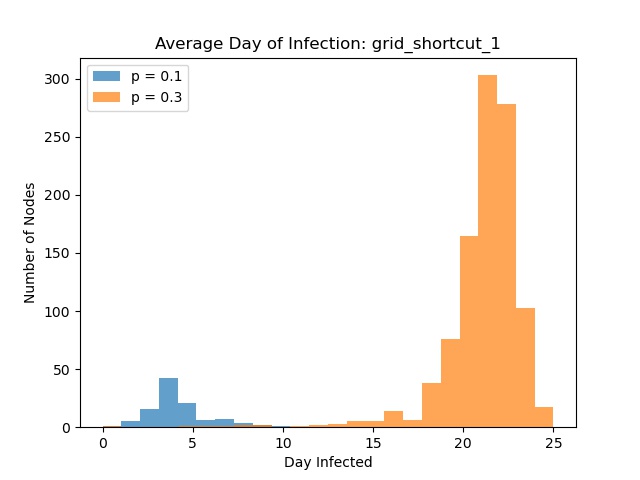 Average Day of Infection: grid_shortcut_1
p = 0.1
p = 0.3
300
250
200
150
100
50
0
Number of Nodes
0 5 10 15 20 25
Day Infected